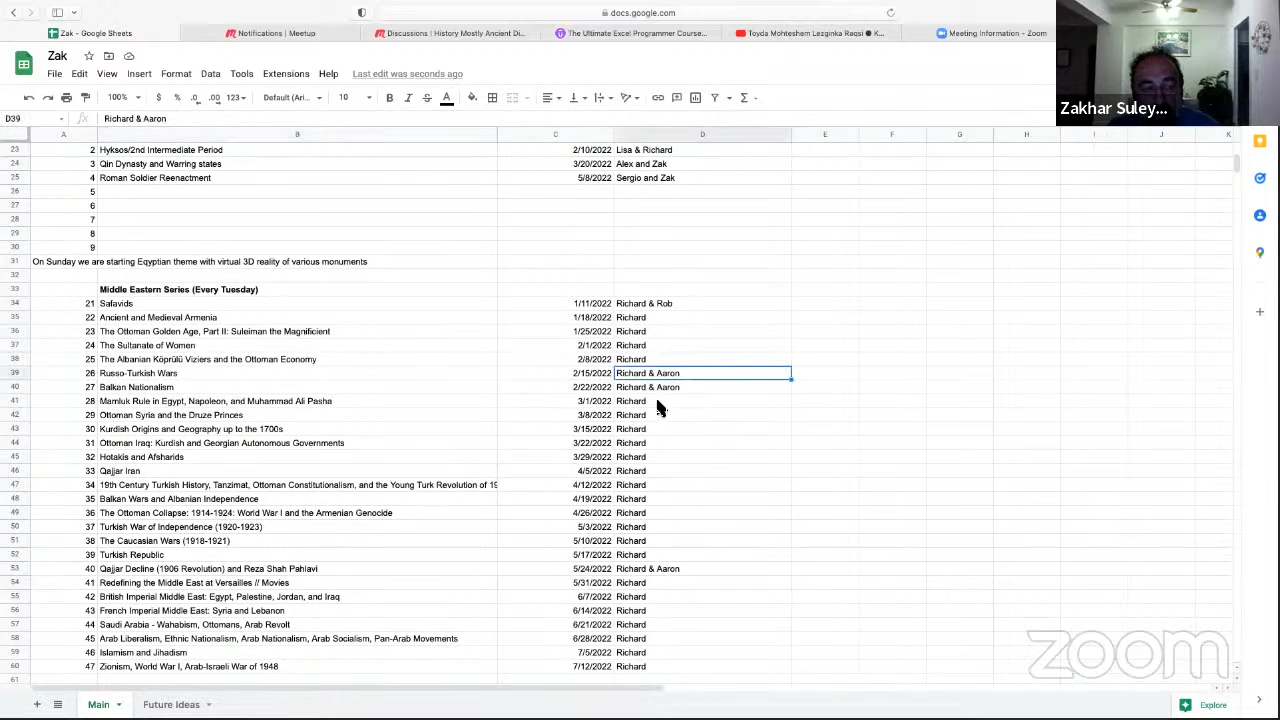 docs.google.com
Zak - Google Sheets
Notifications | Meetup
Discussions | History Mostly Ancient Di...
The Ultimate Excel Programmer Course...
Toyda Mohteshem Lezginka Rəqsi ● K...
Meeting Information - Zoom
Zak
File Edit View Insert Format Data Tools Extensions Help Last edit was seconds ago
100% $ % .0 .00 123 Default (Ari... 10 B I S A
D39 Richard & Aaron
Zakhar Suley...
A B C D E F G H I J K
23 2 Hyksos/2nd Intermediate Period 2/10/2022 Lisa & Richard
24 3 Qin Dynasty and Warring states 3/20/2022 Alex and Zak
25 4 Roman Soldier Reenactment 5/8/2022 Sergio and Zak
26 5
27 6
28 7
29 8
30 9
31 On Sunday we are starting Eqyptian theme with virtual 3D reality of various monuments
32
33 Middle Eastern Series (Every Tuesday)
34 21 Safavids 1/11/2022 Richard & Rob
35 22 Ancient and Medieval Armenia 1/18/2022 Richard
36 23 The Ottoman Golden Age, Part II: Suleiman the Magnificient 1/25/2022 Richard
37 24 The Sultanate of Women 2/1/2022 Richard
38 25 The Albanian Köprülü Viziers and the Ottoman Economy 2/8/2022 Richard
39 26 Russo-Turkish Wars 2/15/2022 Richard & Aaron
40 27 Balkan Nationalism 2/22/2022 Richard & Aaron
41 28 Mamluk Rule in Egypt, Napoleon, and Muhammad Ali Pasha 3/1/2022 Richard
42 29 Ottoman Syria and the Druze Princes 3/8/2022 Richard
43 30 Kurdish Origins and Geography up to the 1700s 3/15/2022 Richard
44 31 Ottoman Iraq: Kurdish and Georgian Autonomous Governments 3/22/2022 Richard
45 32 Hotakis and Afsharids 3/29/2022 Richard
46 33 Qajjar Iran 4/5/2022 Richard
47 34 19th Century Turkish History, Tanzimat, Ottoman Constitutionalism, and the Young Turk Revolution of 19 4/12/2022 Richard
48 35 Balkan Wars and Albanian Independence 4/19/2022 Richard
49 36 The Ottoman Collapse: 1914-1924: World War I and the Armenian Genocide 4/26/2022 Richard
50 37 Turkish War of Independence (1920-1923) 5/3/2022 Richard
51 38 The Caucasian Wars (1918-1921) 5/10/2022 Richard
52 39 Turkish Republic 5/17/2022 Richard
53 40 Qajjar Decline (1906 Revolution) and Reza Shah Pahlavi 5/24/2022 Richard & Aaron
54 41 Redefining the Middle East at Versailles // Movies 5/31/2022 Richard
55 42 British Imperial Middle East: Egypt, Palestine, Jordan, and Iraq 6/7/2022 Richard
56 43 French Imperial Middle East: Syria and Lebanon 6/14/2022 Richard
57 44 Saudi Arabia - Wahabism, Ottomans, Arab Revolt 6/21/2022 Richard
58 45 Arab Liberalism, Ethnic Nationalism, Arab Nationalism, Arab Socialism, Pan-Arab Movements 6/28/2022 Richard
59 46 Islamism and Jihadism 7/5/2022 Richard
60 47 Zionism, World War I, Arab-Israeli War of 1948 7/12/2022 Richard
61
zoom
Main Future Ideas Explore